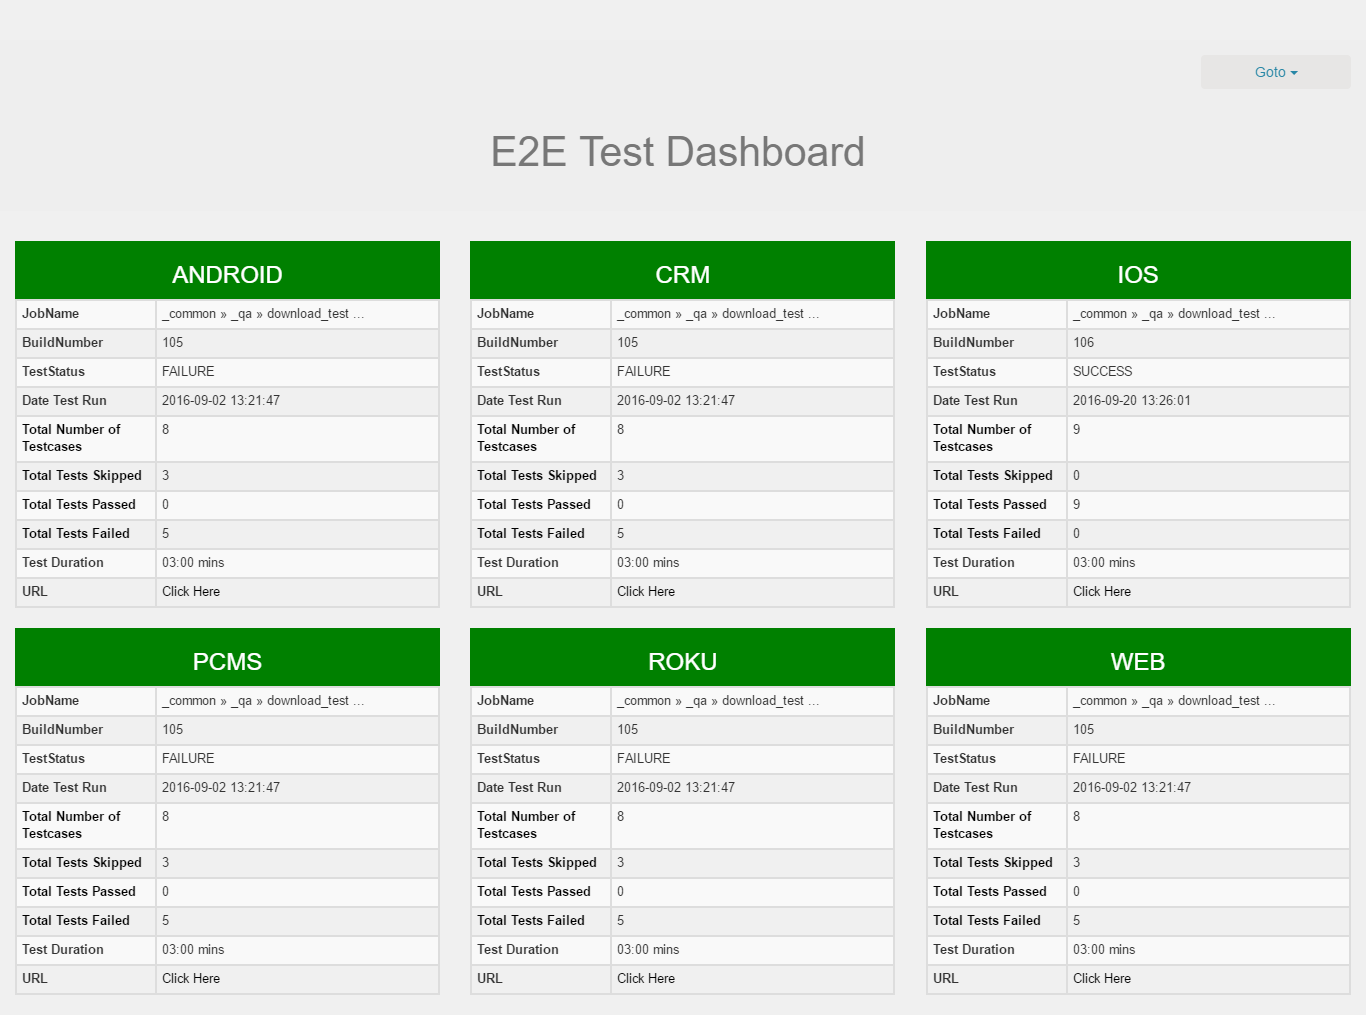 Goto
E2E Test Dashboard
ANDROID
JobName _common » _qa » download_test ...
BuildNumber 105
TestStatus FAILURE
Date Test Run 2016-09-02 13:21:47
Total Number of 8
Testcases
Total Tests Skipped 3
Total Tests Passed 0
Total Tests Failed 5
Test Duration 03:00 mins
URL Click Here
CRM
JobName _common » _qa » download_test ...
BuildNumber 105
TestStatus FAILURE
Date Test Run 2016-09-02 13:21:47
Total Number of 8
Testcases
Total Tests Skipped 3
Total Tests Passed 0
Total Tests Failed 5
Test Duration 03:00 mins
URL Click Here
IOS
JobName _common » _qa » download_test ...
BuildNumber 106
TestStatus SUCCESS
Date Test Run 2016-09-20 13:26:01
Total Number of 9
Testcases
Total Tests Skipped 0
Total Tests Passed 9
Total Tests Failed 0
Test Duration 03:00 mins
URL Click Here
PCMS
JobName _common » _qa » download_test ...
BuildNumber 105
TestStatus FAILURE
Date Test Run 2016-09-02 13:21:47
Total Number of 8
Testcases
Total Tests Skipped 3
Total Tests Passed 0
Total Tests Failed 5
Test Duration 03:00 mins
URL Click Here
ROKU
JobName _common » _qa » download_test ...
BuildNumber 105
TestStatus FAILURE
Date Test Run 2016-09-02 13:21:47
Total Number of 8
Testcases
Total Tests Skipped 3
Total Tests Passed 0
Total Tests Failed 5
Test Duration 03:00 mins
URL Click Here
WEB
JobName _common » _qa » download_test ...
BuildNumber 105
TestStatus FAILURE
Date Test Run 2016-09-02 13:21:47
Total Number of 8
Testcases
Total Tests Skipped 3
Total Tests Passed 0
Total Tests Failed 5
Test Duration 03:00 mins
URL Click Here